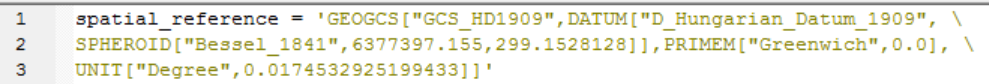 1 spatial_reference = 'GEOGCS["GCS_HD1909",DATUM["D_Hungarian_Datum_1909", \
2 SPHEROID["Bessel_1841",6377397.155,299.1528128]],PRIMEM["Greenwich",0.0], \
3 UNIT["Degree",0.0174532925199433]]'